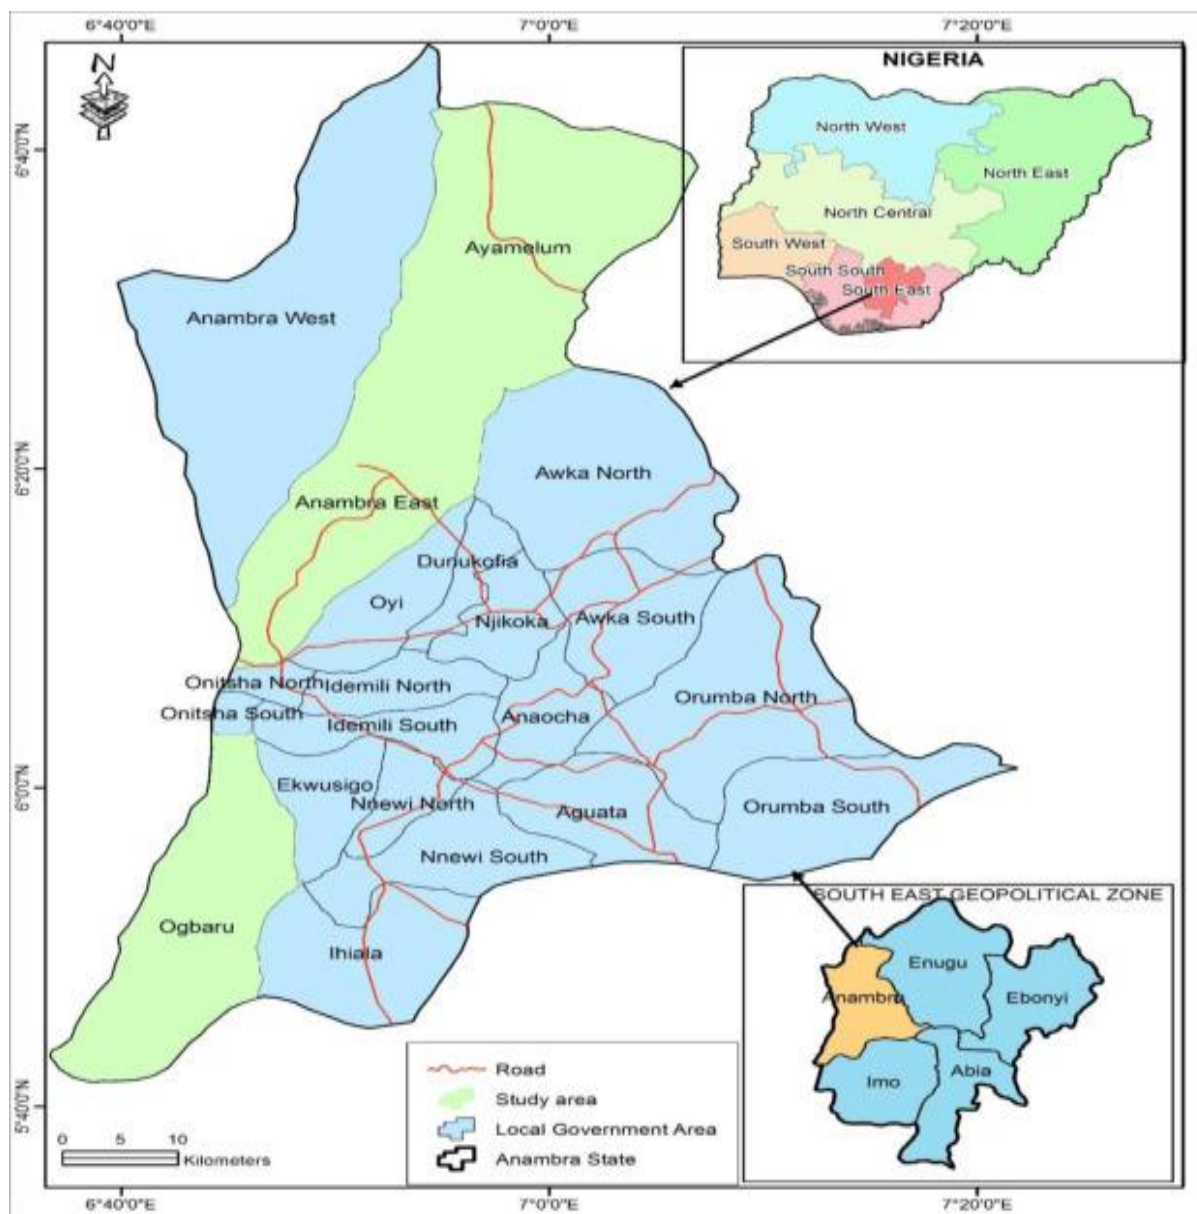 6°40'0"E
7°0'0"E
7°20'0"E
N
NIGERIA
North West
North East
North Central
South West
South South
South East
6°40'0"N
Ayamelum
Anambra West
6°20'0"N
Awka North
Anambra East
Dunukofia
Oyi
Njikoka
Awka South
Onitsha North
Idemili North
Orumba North
Onitsha South
Idemili South
Anaocha
6°0'0"N
Ekwusigo
Nnewi North
Aguata
Orumba South
Nnewi South
Ogbaru
Ihiala
SOUTH EAST GEOPOLITICAL ZONE
Enugu
Anambra
Ebonyi
Imo
Abia
5°40'0"N
Road
Study area
Local Government Area
Anambra State
0 5 10
Kilometers
6°40'0"E
7°0'0"E
7°20'0"E